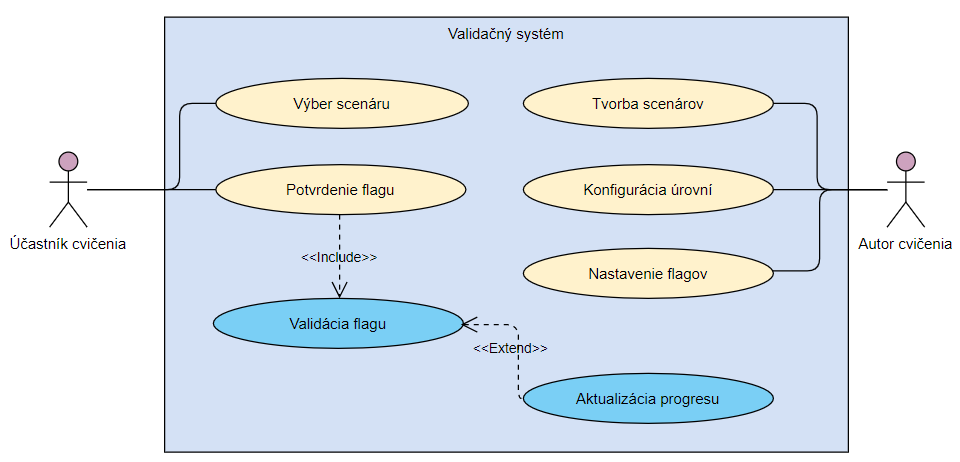 Validačný systém
Výber scenáru
Tvorba scenárov
Potvrdenie flagu
Konfigurácia úrovní
Účastník cvičenia
Autor cvičenia
<<Include>>
Nastavenie flagov
Validácia flagu
<<Extend>>
Aktualizácia progresu